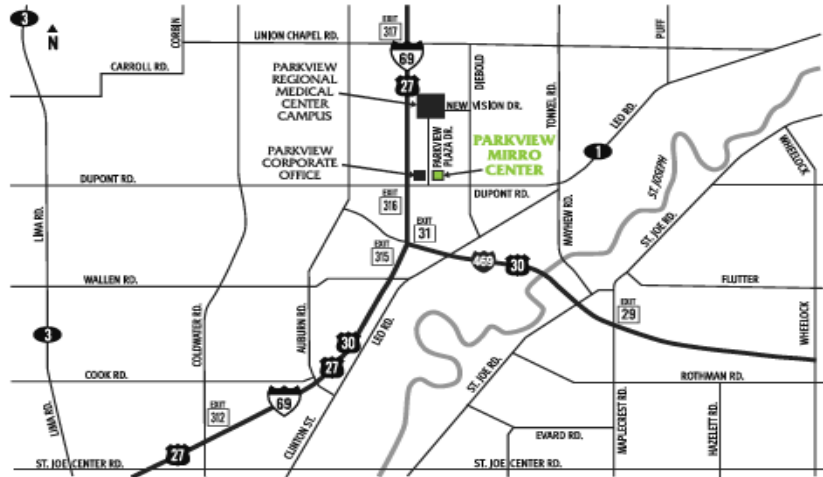 3
N
CORBIN
UNION CHAPEL RD.
EXIT
317
69
27
PUFF
CARROLL RD.
PARKVIEW
REGIONAL
MEDICAL
CENTER
CAMPUS
DIEBOLD
NEW VISION DR.
TONKEL RD.
LEO RD.
1
PARKVIEW
PLAZA DR.
PARKVIEW
MIRRO
CENTER
PARKVIEW
CORPORATE
OFFICE
WHEELOCK
ST. JOSEPH
DUPONT RD.
DUPONT RD.
EXIT
316
EXIT
31
LIMA RD.
MAYHEW RD.
ST. JOE RD.
EXIT
315
469
30
WALLEN RD.
FLUTTER
EXIT
29
COLDWATER RD.
AUBURN RD.
LEO RD.
WHEELOCK
3
30
27
COOK RD.
ST. JOE RD.
ROTHMAN RD.
69
EXIT
312
LIMA RD.
CLINTON ST.
MAPLECREST RD.
HAZELETT RD.
EVARD RD.
27
ST. JOE CENTER RD.
ST. JOE CENTER RD.